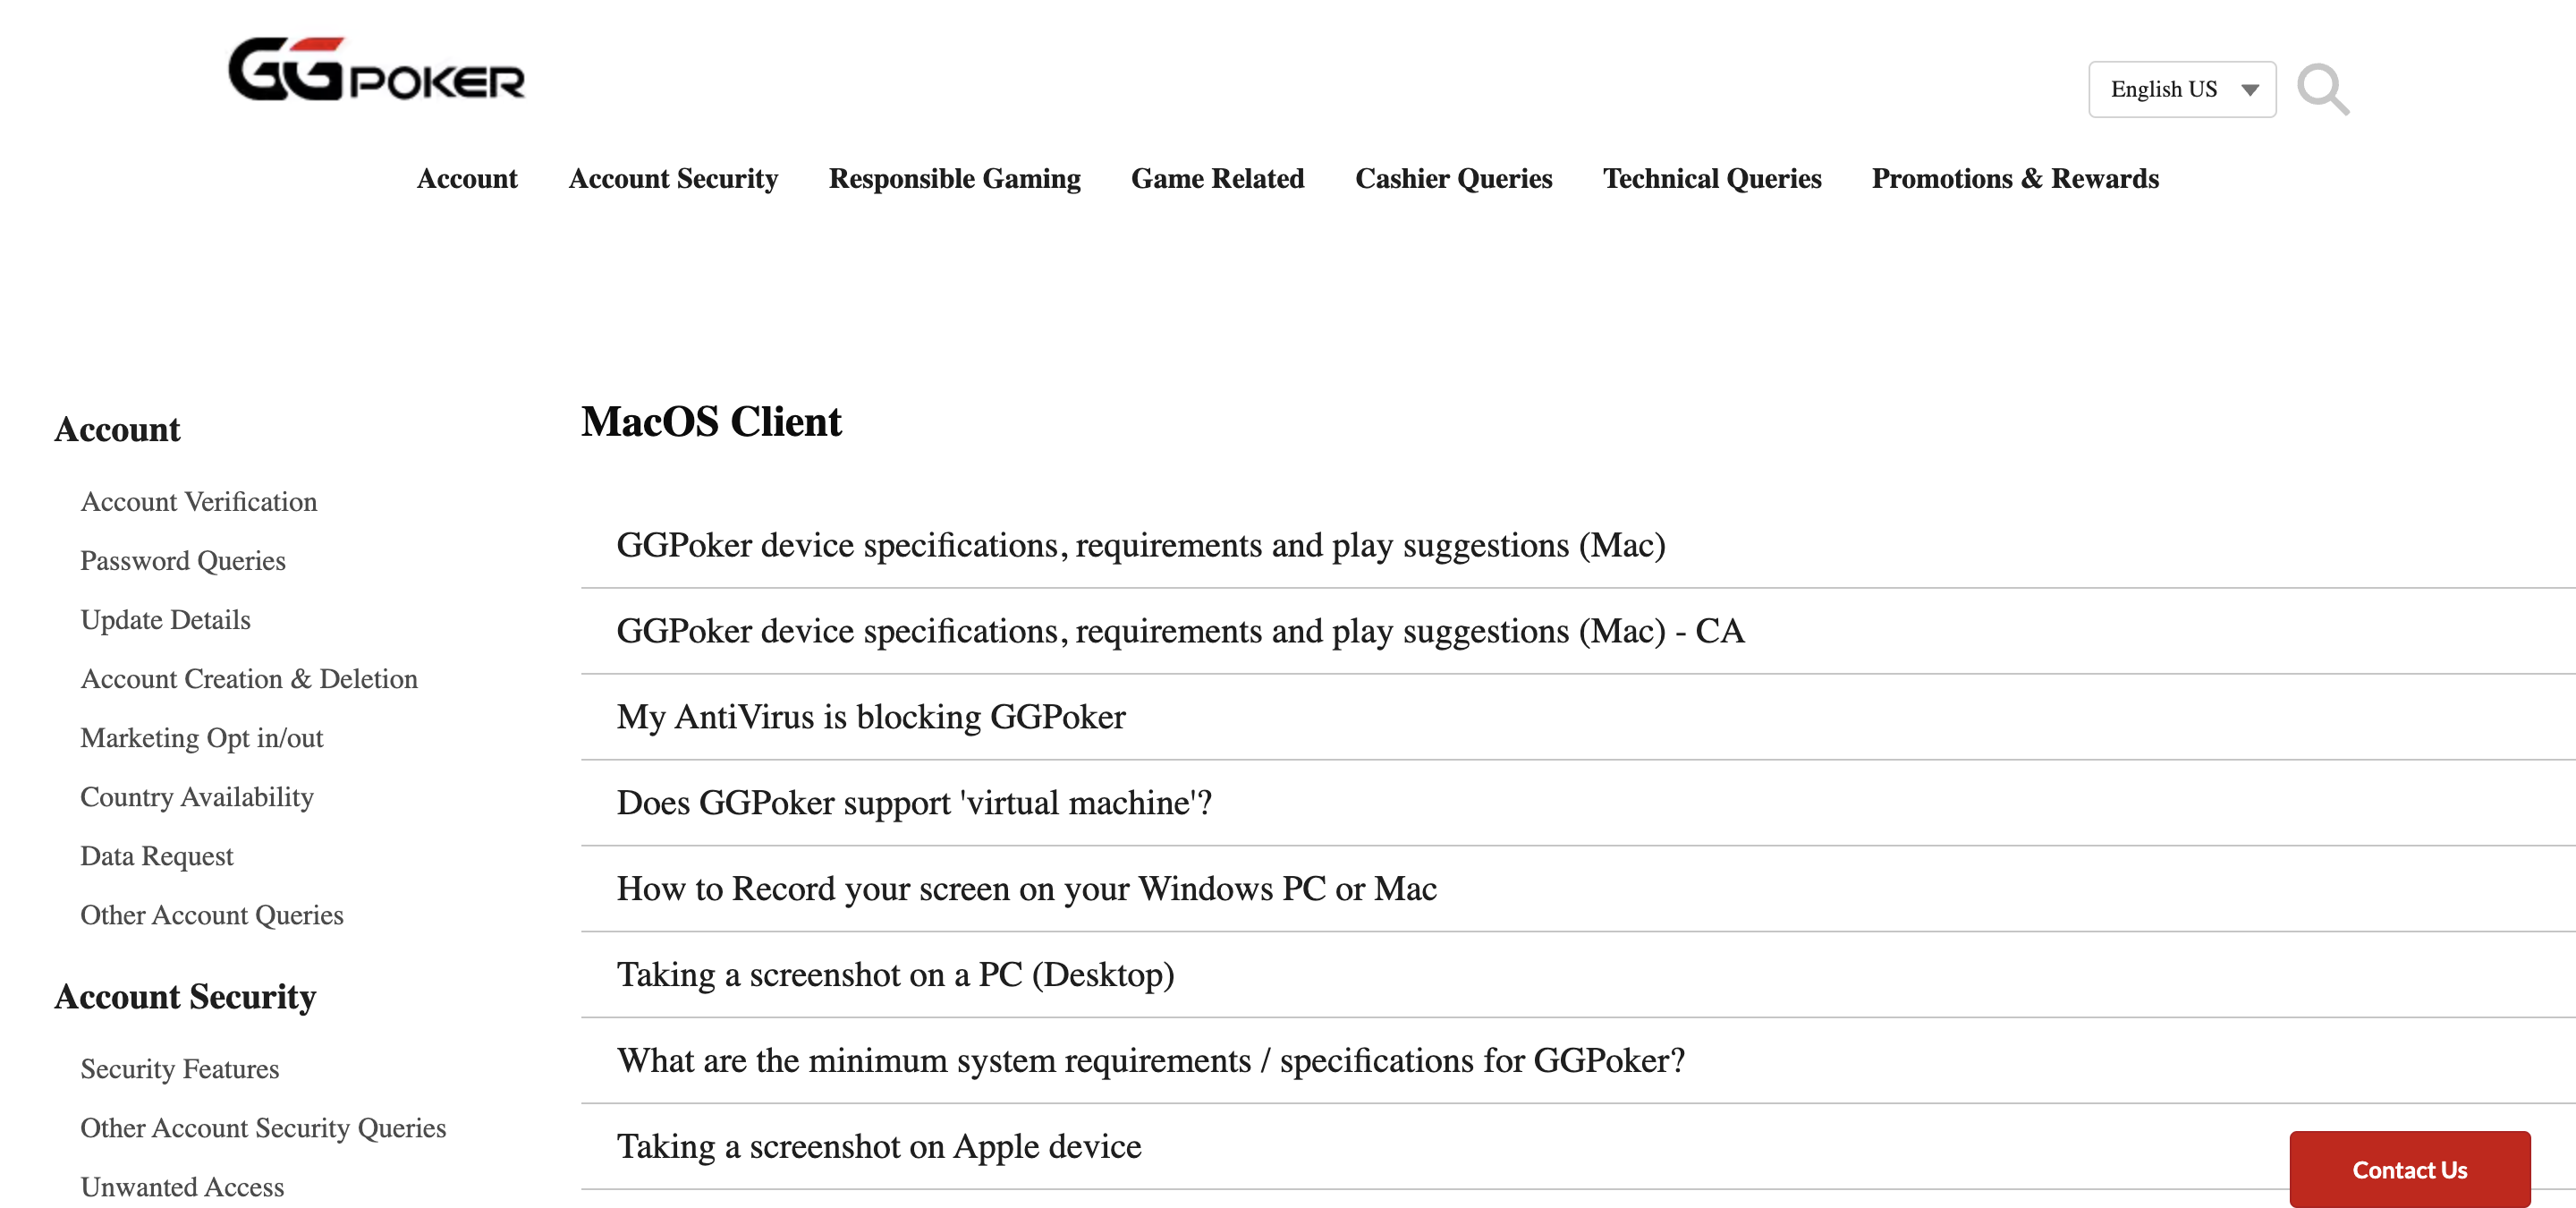 GGPOKER
English US
Account
Account Security
Responsible Gaming
Game Related
Cashier Queries
Technical Queries
Promotions & Rewards
Account
Account Verification
Password Queries
Update Details
Account Creation & Deletion
Marketing Opt in/out
Country Availability
Data Request
Other Account Queries
Account Security
Security Features
Other Account Security Queries
Unwanted Access
MacOS Client
GGPoker device specifications, requirements and play suggestions (Mac)
GGPoker device specifications, requirements and play suggestions (Mac) - CA
My AntiVirus is blocking GGPoker
Does GGPoker support 'virtual machine'?
How to Record your screen on your Windows PC or Mac
Taking a screenshot on a PC (Desktop)
What are the minimum system requirements / specifications for GGPoker?
Taking a screenshot on Apple device
Contact Us